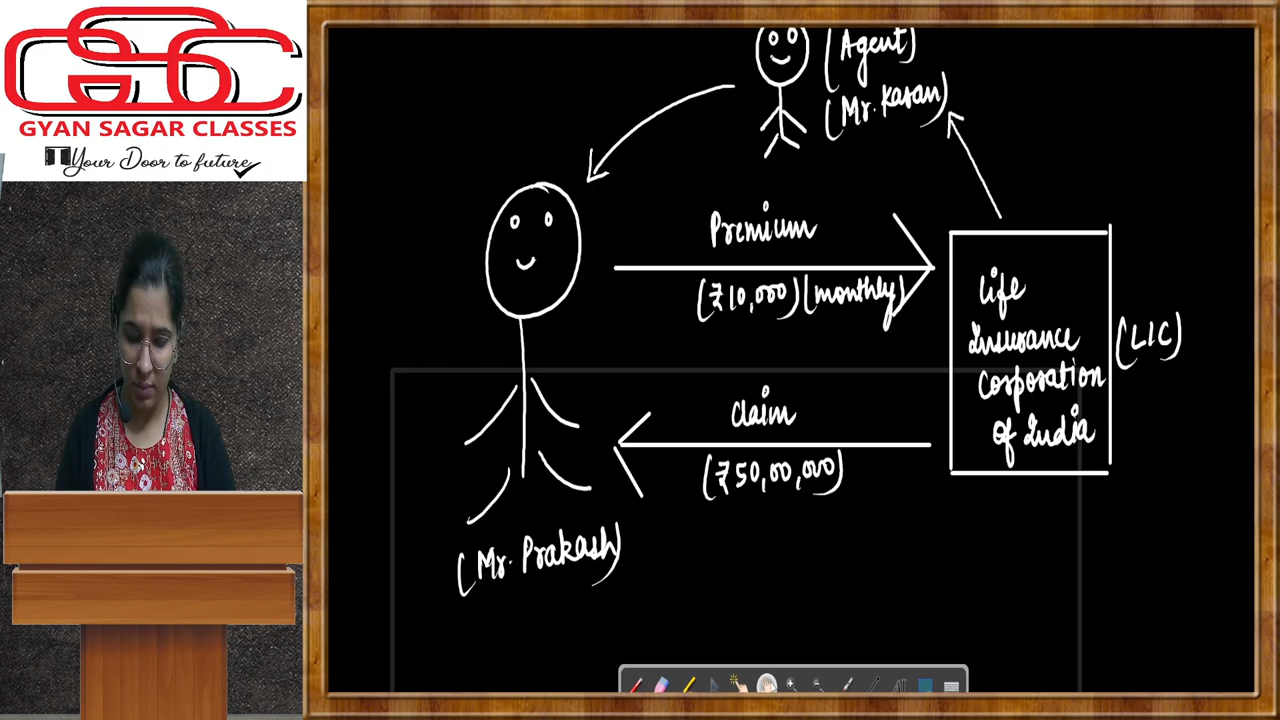 GSC
GYAN SAGAR CLASSES
Your Door to future
(Agent)
(Mr. Karan)
Premium
(₹10,000) (monthly)
Life
Insurance
Corporation
Of India
(LIC)
Claim
(₹50,00,000)
(Mr. Prakash)